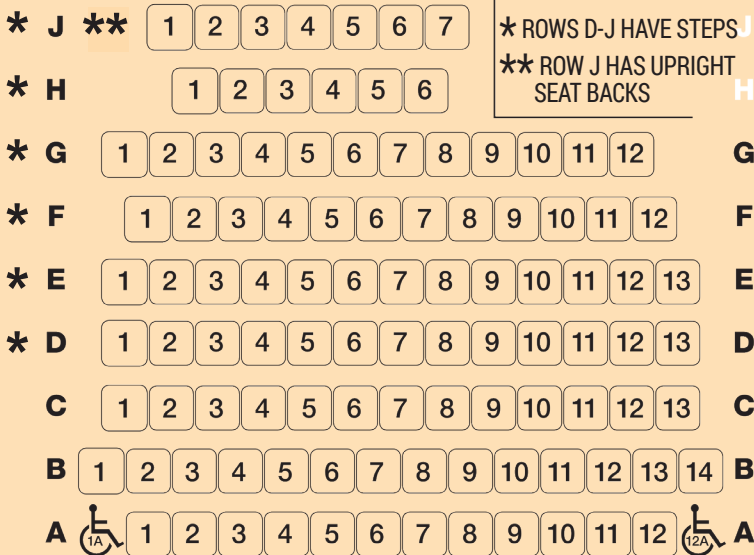 * J ** 1 2 3 4 5 6 7 J
* ROWS D-J HAVE STEPS
** ROW J HAS UPRIGHT
SEAT BACKS
* H 1 2 3 4 5 6 H
* G 1 2 3 4 5 6 7 8 9 10 11 12 G
* F 1 2 3 4 5 6 7 8 9 10 11 12 F
* E 1 2 3 4 5 6 7 8 9 10 11 12 13 E
* D 1 2 3 4 5 6 7 8 9 10 11 12 13 D
C 1 2 3 4 5 6 7 8 9 10 11 12 13 C
B 1 2 3 4 5 6 7 8 9 10 11 12 13 14 B
A 1A 1 2 3 4 5 6 7 8 9 10 11 12 12A A